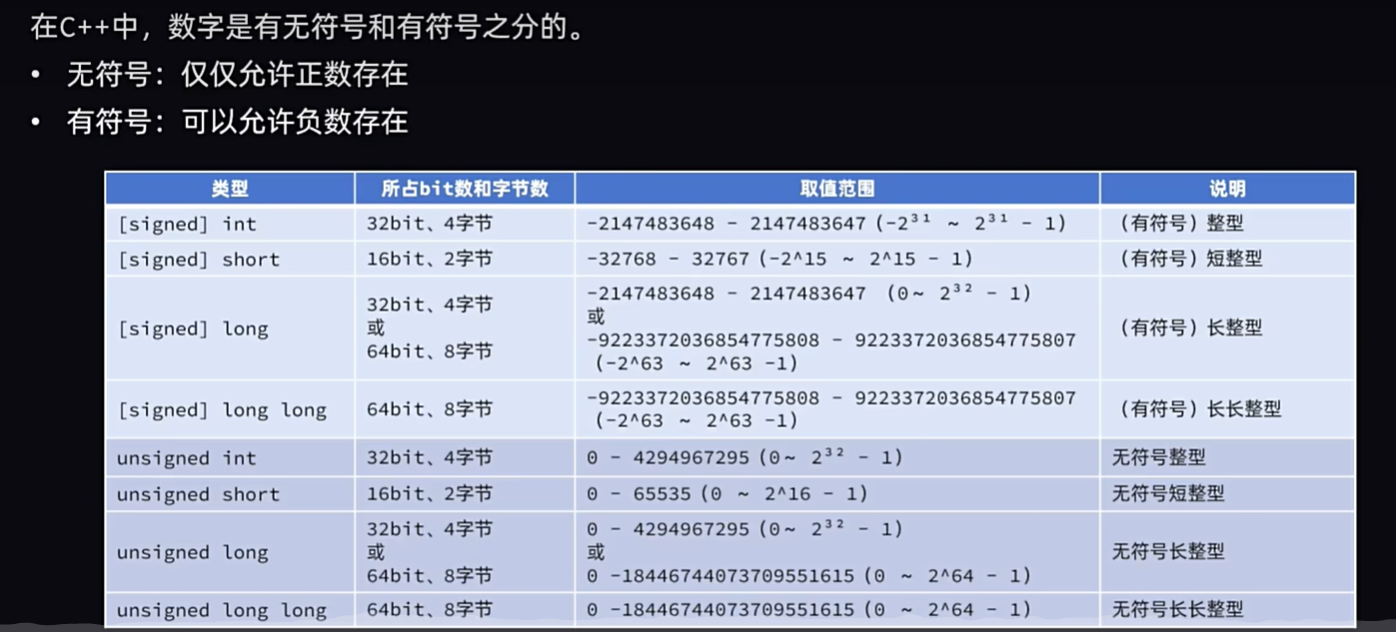 在C++中，数字是有无符号和有符号之分的。
• 无符号：仅仅允许正数存在
• 有符号：可以允许负数存在
类型 所占bit数和字节数 取值范围 说明
[signed] int 32bit、4字节 -2147483648 - 2147483647（-2³¹ ~ 2³¹ - 1） （有符号）整型
[signed] short 16bit、2字节 -32768 - 32767（-2^15 ~ 2^15 - 1） （有符号）短整型
[signed] long
32bit、4字节
或
64bit、8字节
-2147483648 - 2147483647 （0~ 2³² - 1）
或
-9223372036854775808 - 9223372036854775807
（-2^63 ~ 2^63 -1）
（有符号）长整型
[signed] long long
64bit、8字节
-9223372036854775808 - 9223372036854775807
（-2^63 ~ 2^63 -1）
（有符号）长长整型
unsigned int 32bit、4字节 0 - 4294967295（0~ 2³² - 1） 无符号整型
unsigned short 16bit、2字节 0 - 65535（0 ~ 2^16 - 1） 无符号短整型
unsigned long
32bit、4字节
或
64bit、8字节
0 - 4294967295（0~ 2³² - 1）
或
0 -18446744073709551615（0 ~ 2^64 - 1）
无符号长整型
unsigned long long 64bit、8字节 0 -18446744073709551615（0 ~ 2^64 - 1） 无符号长长整型